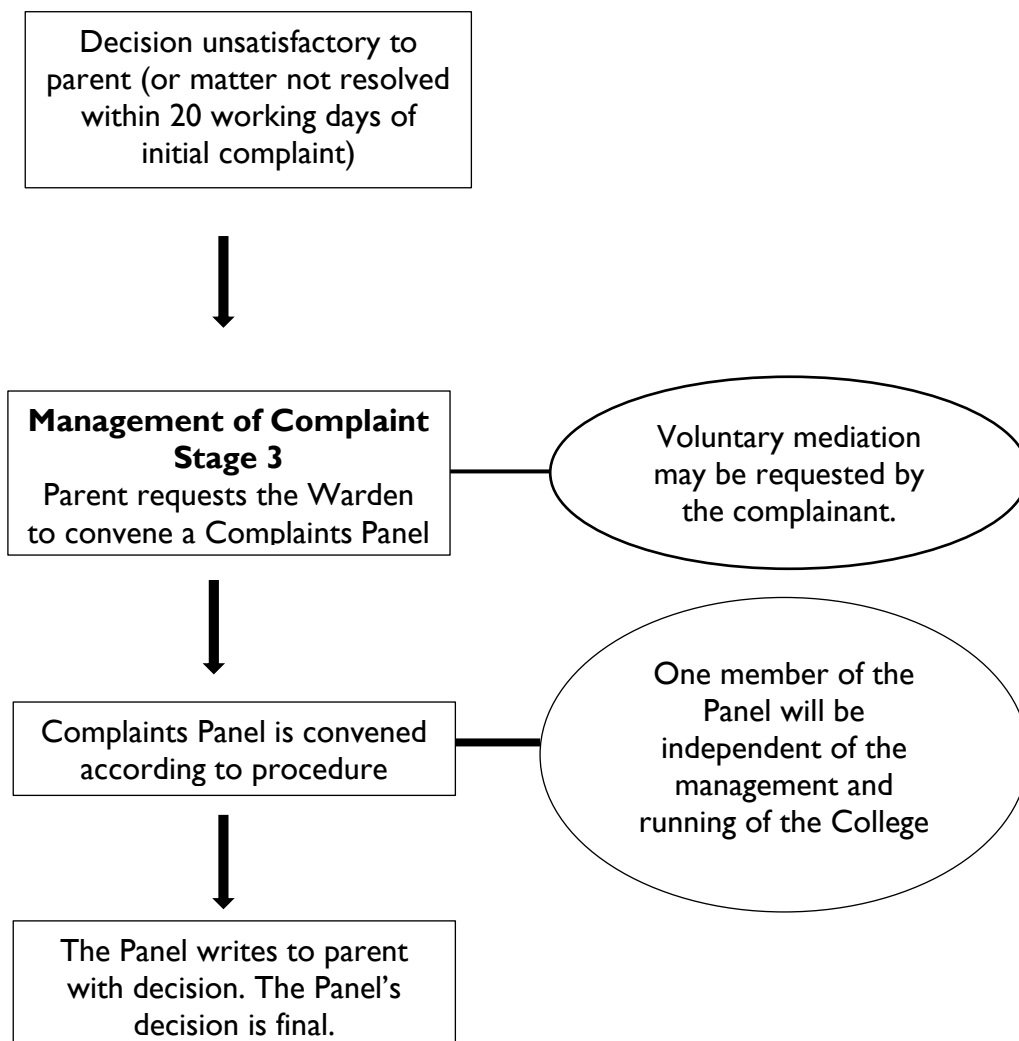 Decision unsatisfactory to
parent (or matter not resolved
within 20 working days of
initial complaint)
Management of Complaint
Stage 3
Parent requests the Warden
to convene a Complaints Panel
Voluntary mediation
may be requested by
the complainant.
Complaints Panel is convened
according to procedure
One member of the
Panel will be
independent of the
management and
running of the College
The Panel writes to parent
with decision. The Panel’s
decision is final.